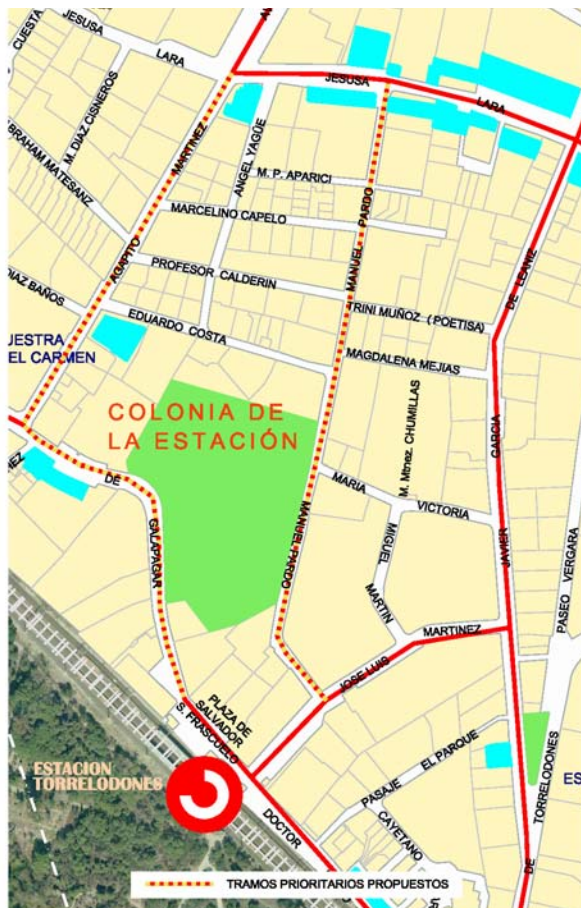 CUESTA
JESUSA
LARA
JESUSA
LARA
M. DIAZ CISNEROS
ABRAHAM MATESANZ
MARTINEZ
ANGEL YAGÜE
M. P. APARICI
PARDO
MARCELINO CAPELO
AGAPITO
MANUEL
PROFESOR CALDERIN
DE LEANIZ
DIAZ BAÑOS
EDUARDO COSTA
TRINI MUÑOZ (POETISA)
UESTRA
EL CARMEN
MAGDALENA MEJIAS
COLONIA DE
LA ESTACIÓN
M. Mtnez. CHUMILLAS
GARCIA
DE
MARIA
VICTORIA
MANUEL PARDO
MIGUEL
GALAPAGAR
JAVIER
PASEO VERGARA
MARTIN
MARTINEZ
JOSE LUIS
PLAZA DE
SALVADOR
S. FRASCUELO
EL PARQUE
PASAJE
ESTACION
TORRELODONES
DOCTOR
CAYETANO
TORRELODONES
ES
DE
TRAMOS PRIORITARIOS PROPUESTOS